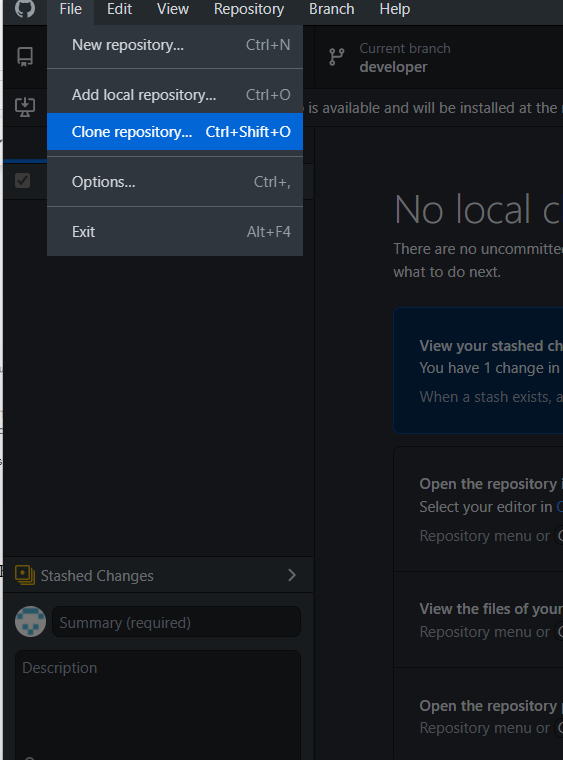 File Edit View Repository Branch Help
New repository... Ctrl+N
Add local repository... Ctrl+O
Clone repository... Ctrl+Shift+O
Options... Ctrl+,
Exit Alt+F4
Current branch
developer
is available and will be installed at the
No local
There are no uncommitted
what to do next.
View your stashed
You have 1 change in
When a stash exists,
Open the repository
Select your editor in
Repository menu or
View the files of your
Repository menu or
Open the repository
Repository menu or
Stashed Changes
Summary (required)
Description